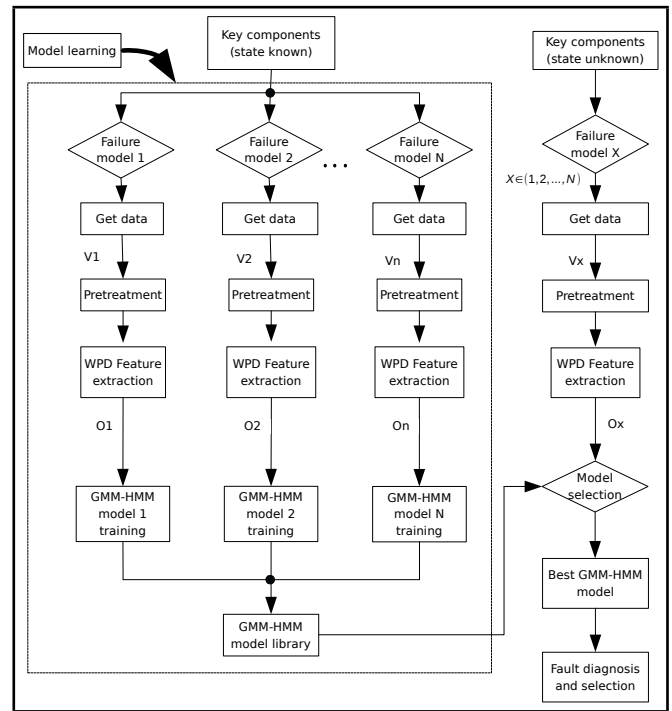 Model learning
Key components
(state known)
Key components
(state unknown)
Failure
model 1
Failure
model 2
...
Failure
model N
Failure
model X
X∈(1,2,...,N)
Get data
Get data
Get data
Get data
V1
V2
Vn
Vx
Pretreatment
Pretreatment
Pretreatment
Pretreatment
WPD Feature
extraction
WPD Feature
extraction
WPD Feature
extraction
WPD Feature
extraction
O1
O2
On
Ox
GMM-HMM
model 1
training
GMM-HMM
model 2
training
GMM-HMM
model N
training
Model
selection
Best GMM-HMM
model
GMM-HMM
model library
Fault diagnosis
and selection